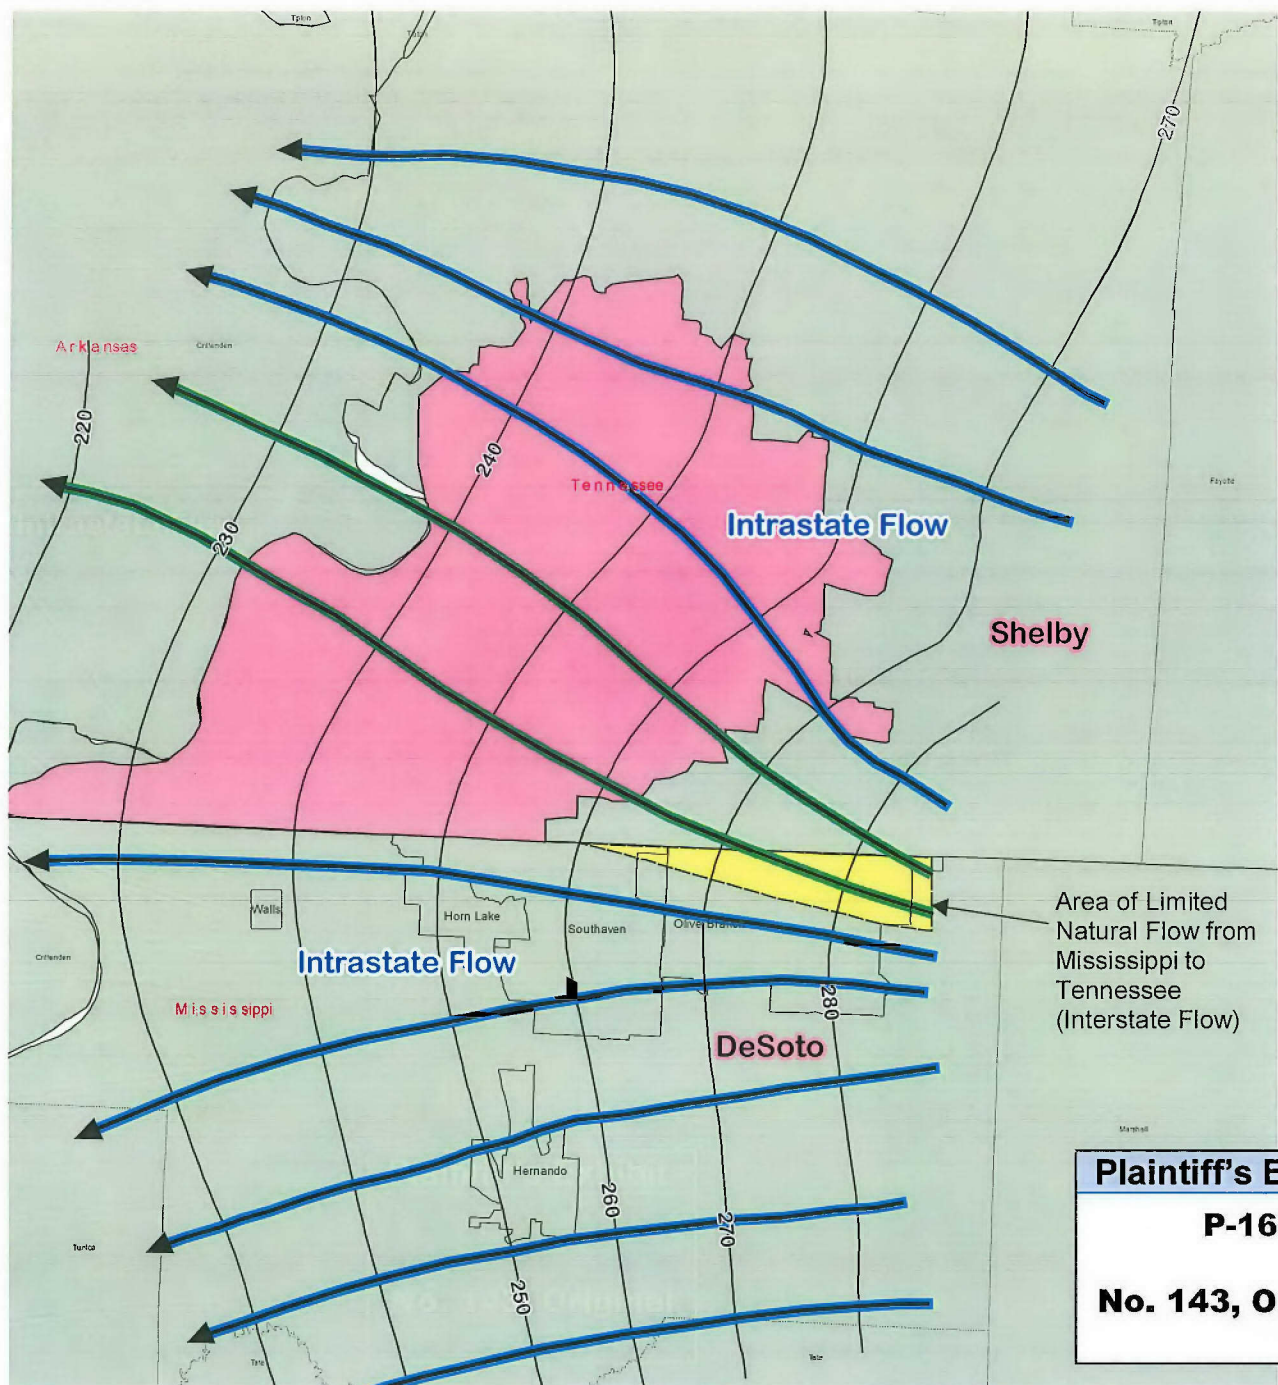 Tipton
Tipton
Tipton
270
Arkansas
Crittenden
220
240
Tennessee
Fayette
Intrastate Flow
230
Shelby
Walls
Horn Lake
Southaven
Olive Branch
Area of Limited
Natural Flow from
Mississippi to
Tennessee
(Interstate Flow)
Crittenden
Intrastate Flow
Mississippi
280
DeSoto
Marshall
Hernando
Plaintiff's E
P-16
260
270
Tunica
250
No. 143, O
Tate
Tate